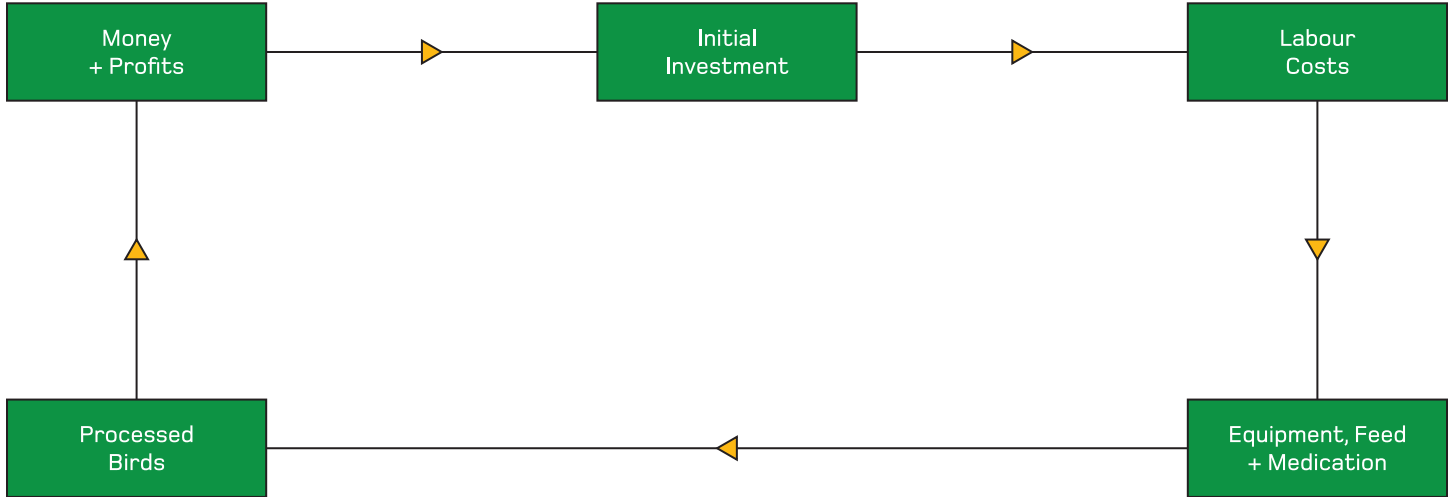 Money
+ Profits
Initial
Investment
Labour
Costs
Processed
Birds
Equipment, Feed
+ Medication